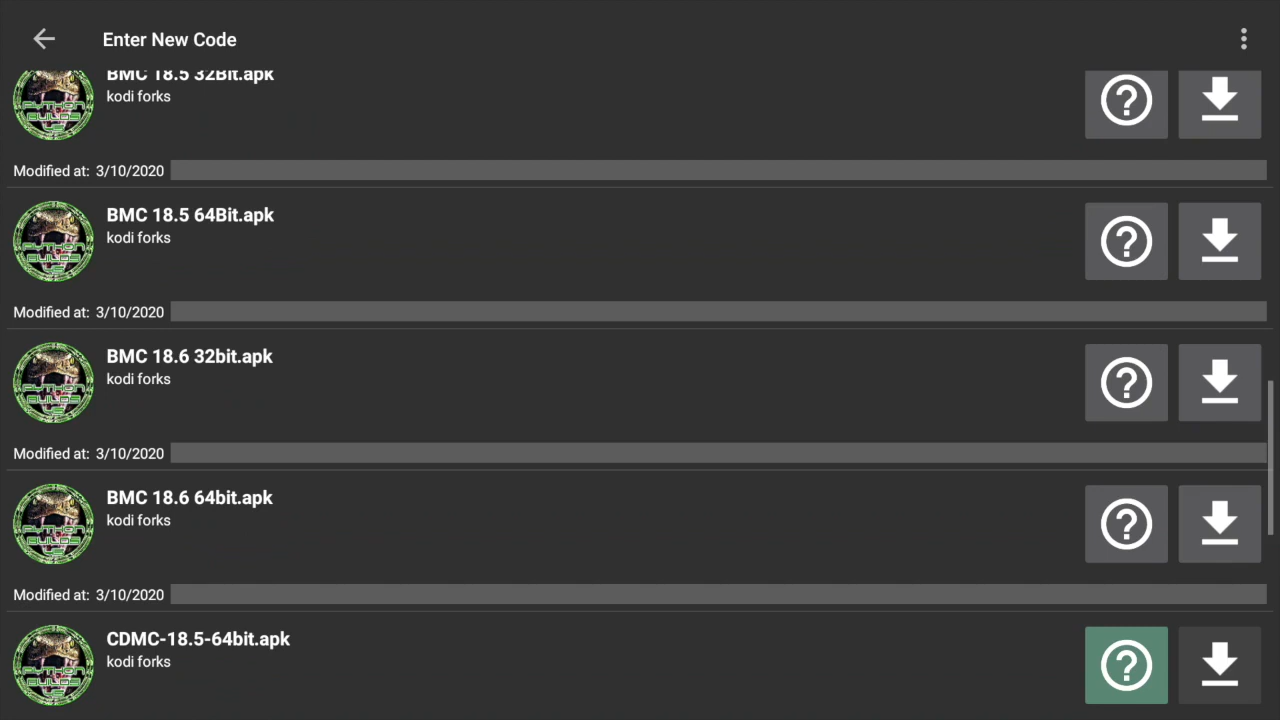 Enter New Code
BMC 18.5 32Bit.apk
kodi forks
Modified at: 3/10/2020
BMC 18.5 64Bit.apk
kodi forks
Modified at: 3/10/2020
BMC 18.6 32bit.apk
kodi forks
Modified at: 3/10/2020
BMC 18.6 64bit.apk
kodi forks
Modified at: 3/10/2020
CDMC-18.5-64bit.apk
kodi forks
PYTHON
BUILDS